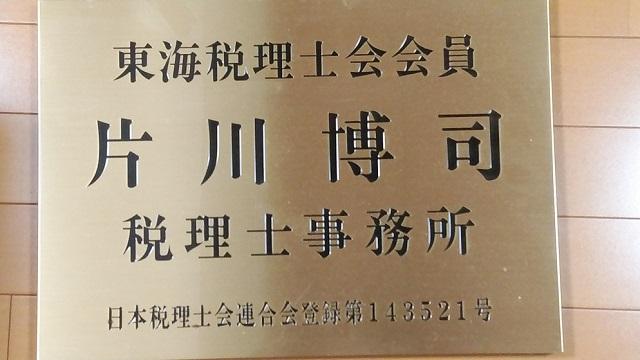 東海税理士会会員
片川博司
税理士事務所
日本税理士会連合会登録第143521号